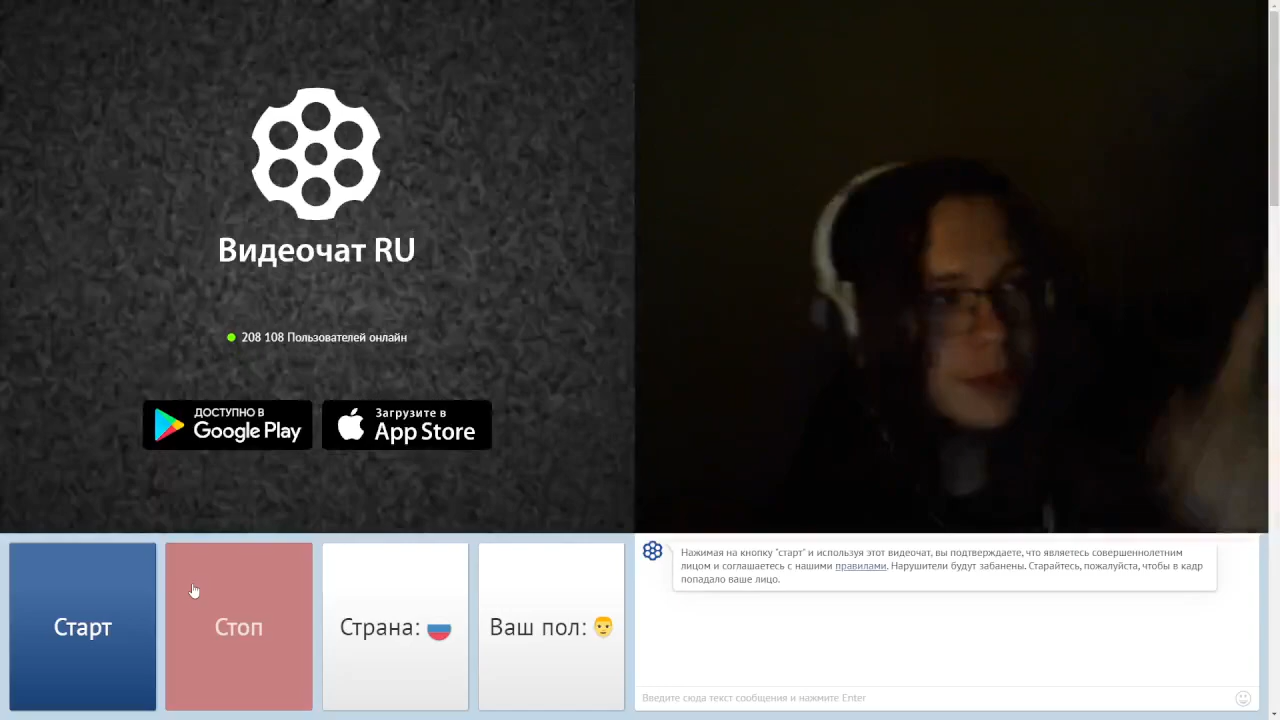 Видеочат RU
208 108 Пользователей онлайн
ДОСТУПНО В
Google Play
Загрузите в
App Store
Старт
Стоп
Страна:
Ваш пол:
Нажимая на кнопку "старт" и используя этот видеочат, вы подтверждаете, что являетесь совершеннолетним
лицом и соглашаетесь с нашими правилами. Нарушители будут забанены. Старайтесь, пожалуйста, чтобы в кадр
попадало ваше лицо.
Введите сюда текст сообщения и нажмите Enter